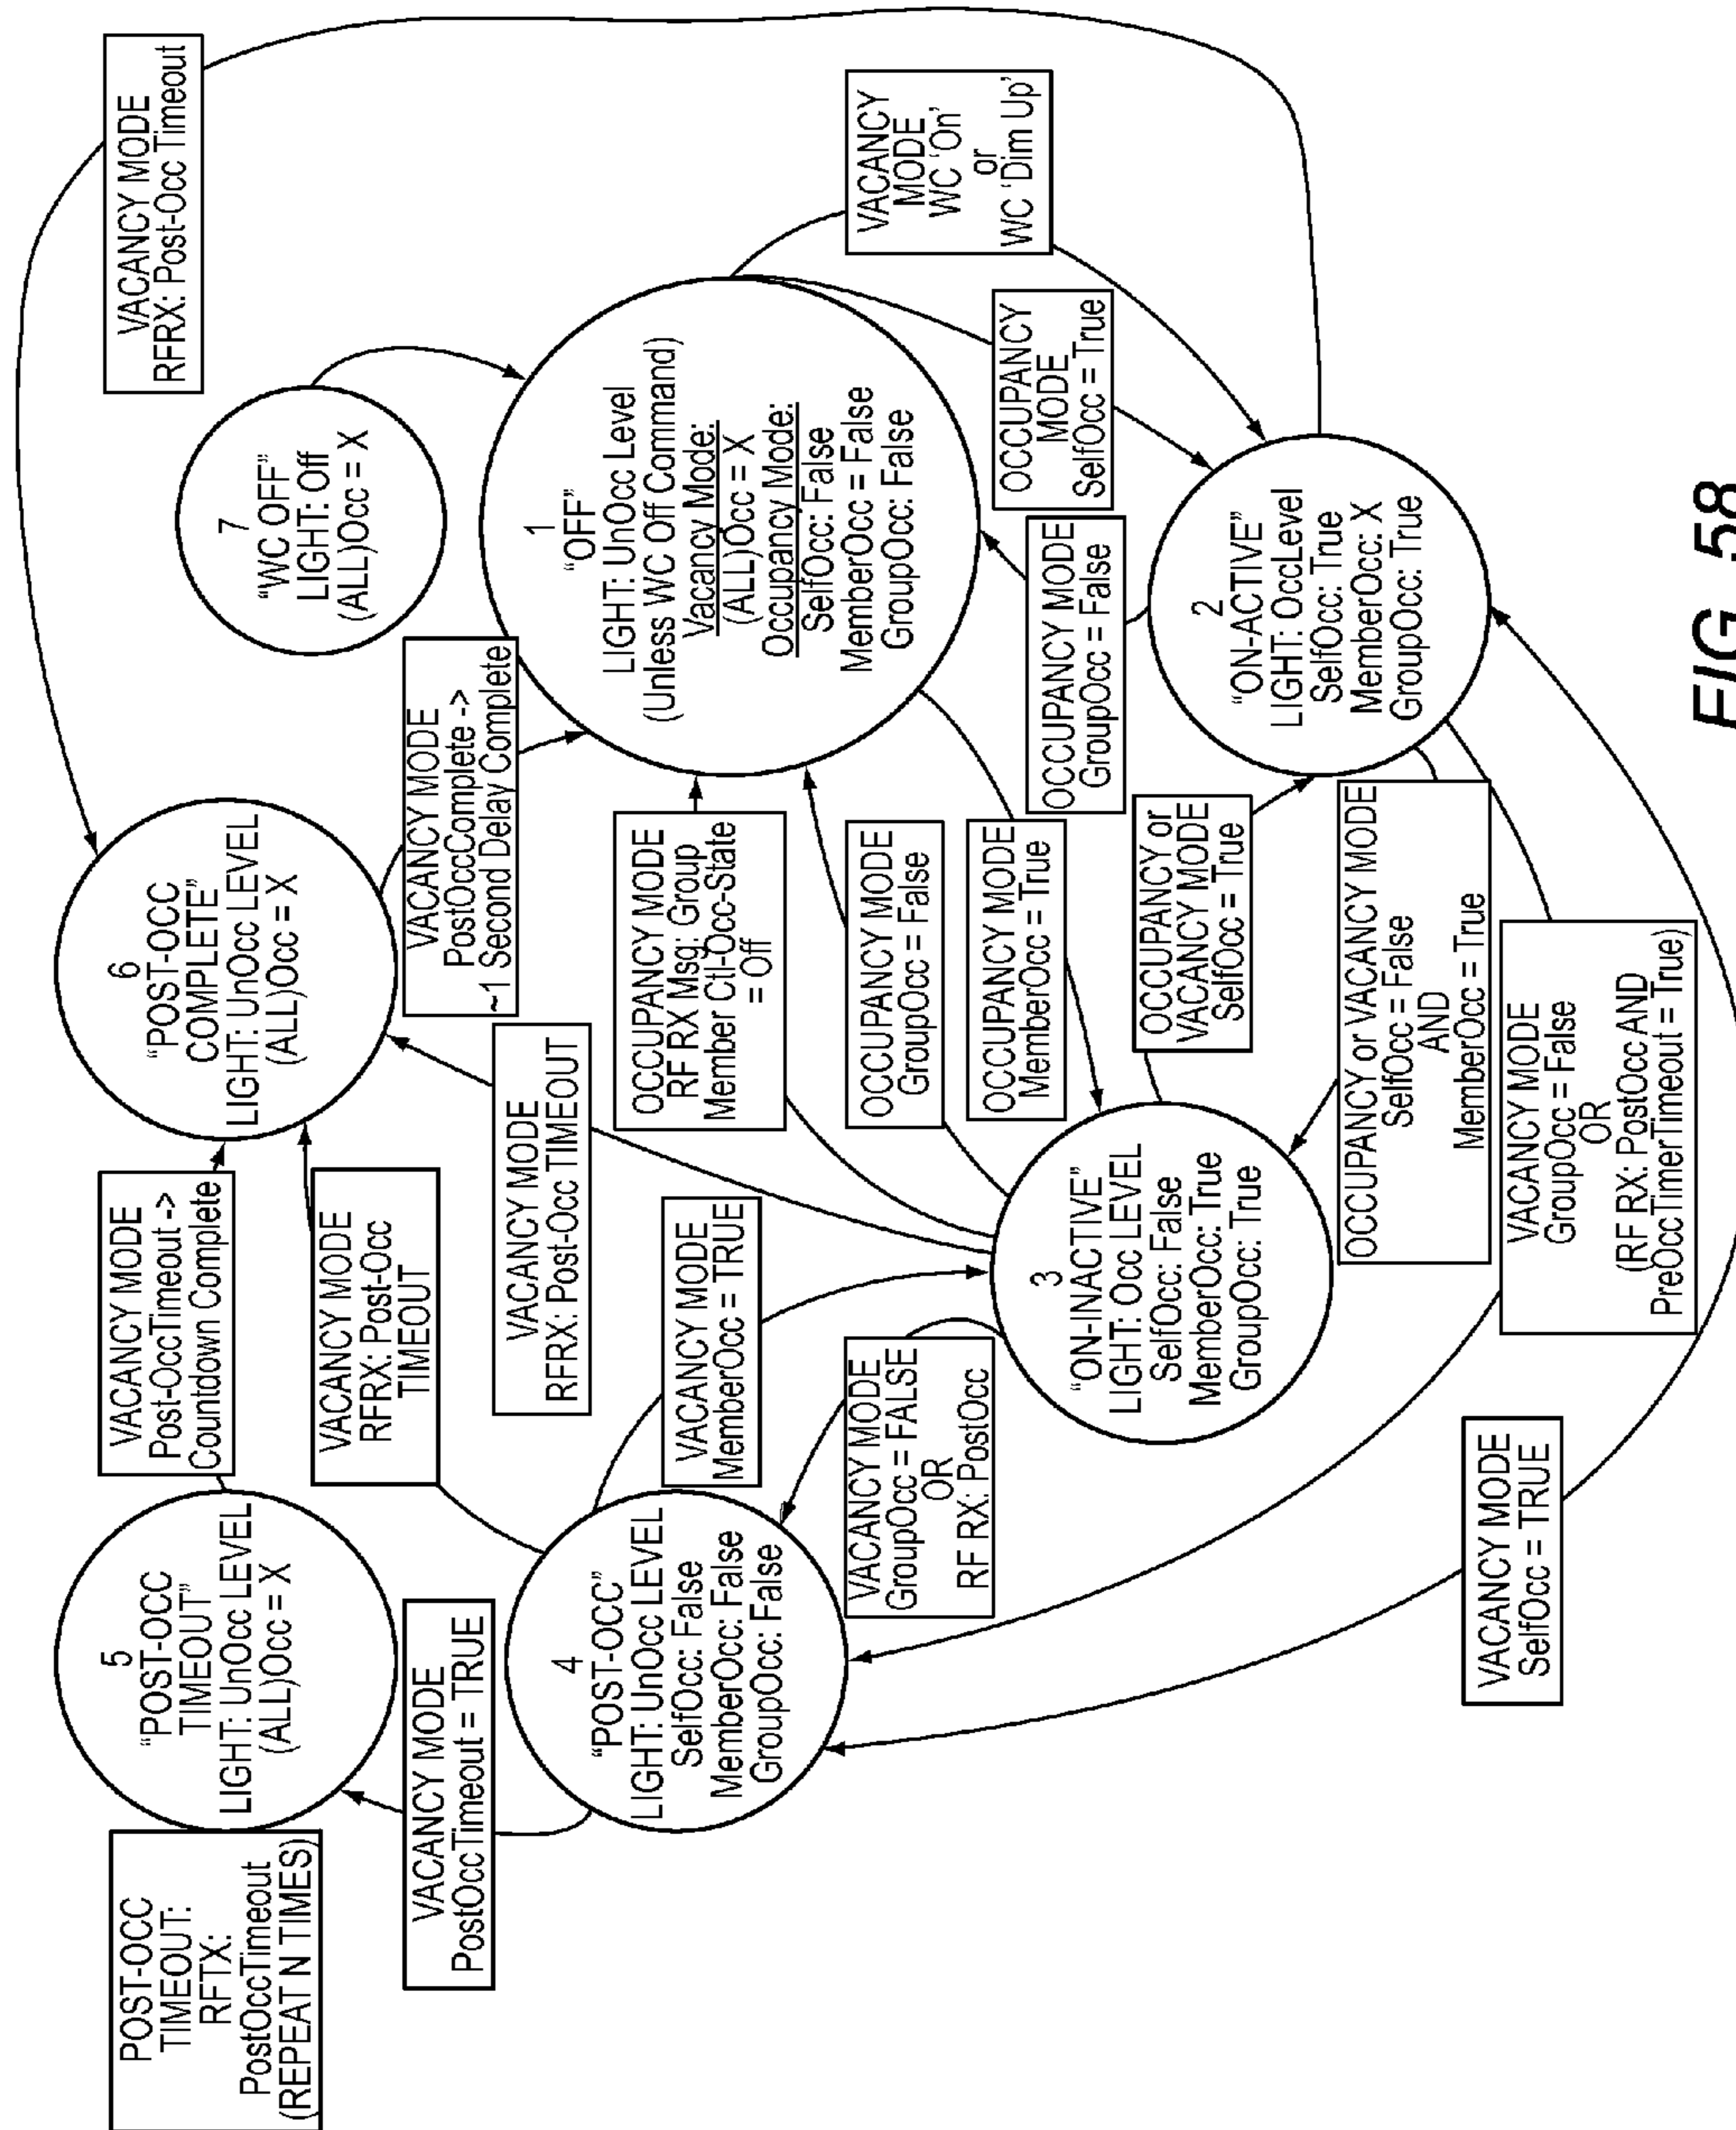 POST-OCC
TIMEOUT:
RFTX:
PostOccTimeout
(REPEAT N TIMES)
5
“POST-OCC
TIMEOUT”
LIGHT: UnOcc LEVEL
(ALL)Occ = X
VACANCY MODE
Post-OccTimeout ->
Countdown Complete
6
“POST-OCC
COMPLETE”
LIGHT: UnOcc LEVEL
(ALL)Occ = X
7
“WC OFF”
LIGHT: Off
(ALL)Occ = X
VACANCY MODE
RFRX: Post-Occ Timeout
VACANCY MODE
PostOccTimeout = TRUE
VACANCY MODE
RFRX: Post-Occ
TIMEOUT
VACANCY MODE
PostOccComplete ->
~1 Second Delay Complete
4
“POST-OCC”
LIGHT: UnOcc LEVEL
SelfOcc: False
MemberOcc: False
GroupOcc: False
VACANCY MODE
RFRX: Post-Occ TIMEOUT
OCCUPANCY MODE
RF RX Msg: Group
Member Ctl-Occ-State
= Off
1
“OFF”
LIGHT: UnOcc Level
(Unless WC Off Command)
Vacancy Mode:
(ALL)Occ = X
Occupancy Mode:
SelfOcc: False
MemberOcc = False
GroupOcc: False
VACANCY
MODE
WC ‘On’
or
WC ‘Dim Up’
VACANCY MODE
MemberOcc = TRUE
OCCUPANCY MODE
GroupOcc = False
VACANCY MODE
GroupOcc = FALSE
OR
RF RX: PostOcc
OCCUPANCY MODE
MemberOcc = True
OCCUPANCY MODE
GroupOcc = False
OCCUPANCY
MODE
SelfOcc = True
3
“ON-INACTIVE”
LIGHT: Occ LEVEL
SelfOcc: False
MemberOcc: True
GroupOcc: True
OCCUPANCY or
VACANCY MODE
SelfOcc = True
2
“ON-ACTIVE”
LIGHT: OccLevel
SelfOcc: True
MemberOcc: X
GroupOcc: True
OCCUPANCY or VACANCY MODE
SelfOcc = False
AND
MemberOcc = True
VACANCY MODE
GroupOcc = False
OR
(RF RX: PostOcc AND
PreOccTimerTimeout = True)
VACANCY MODE
SelfOcc = TRUE
FIG. 58